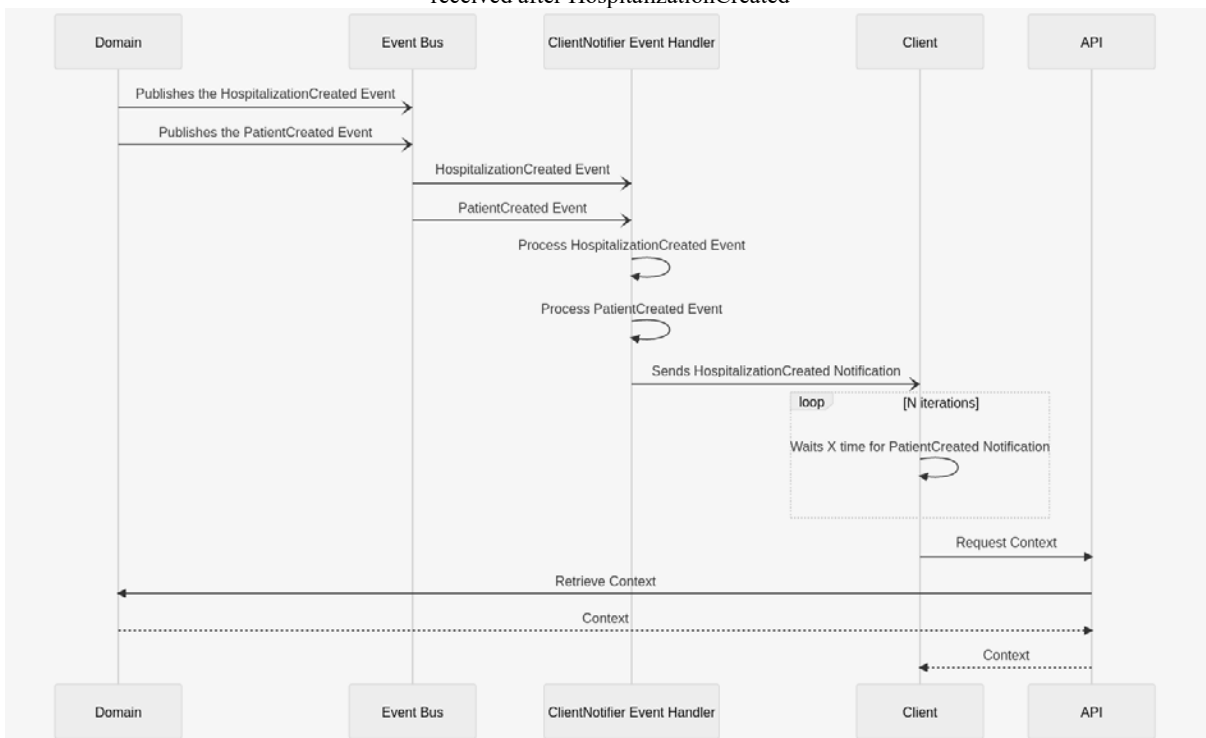 received after HospitalizationCreated
Domain Event Bus ClientNotifier Event Handler Client API
Publishes the HospitalizationCreated Event
Publishes the PatientCreated Event
HospitalizationCreated Event
PatientCreated Event
Process HospitalizationCreated Event
Process PatientCreated Event
Sends HospitalizationCreated Notification
loop [N iterations]
Waits X time for PatientCreated Notification
Request Context
Retrieve Context
Context
Context
Domain Event Bus ClientNotifier Event Handler Client API